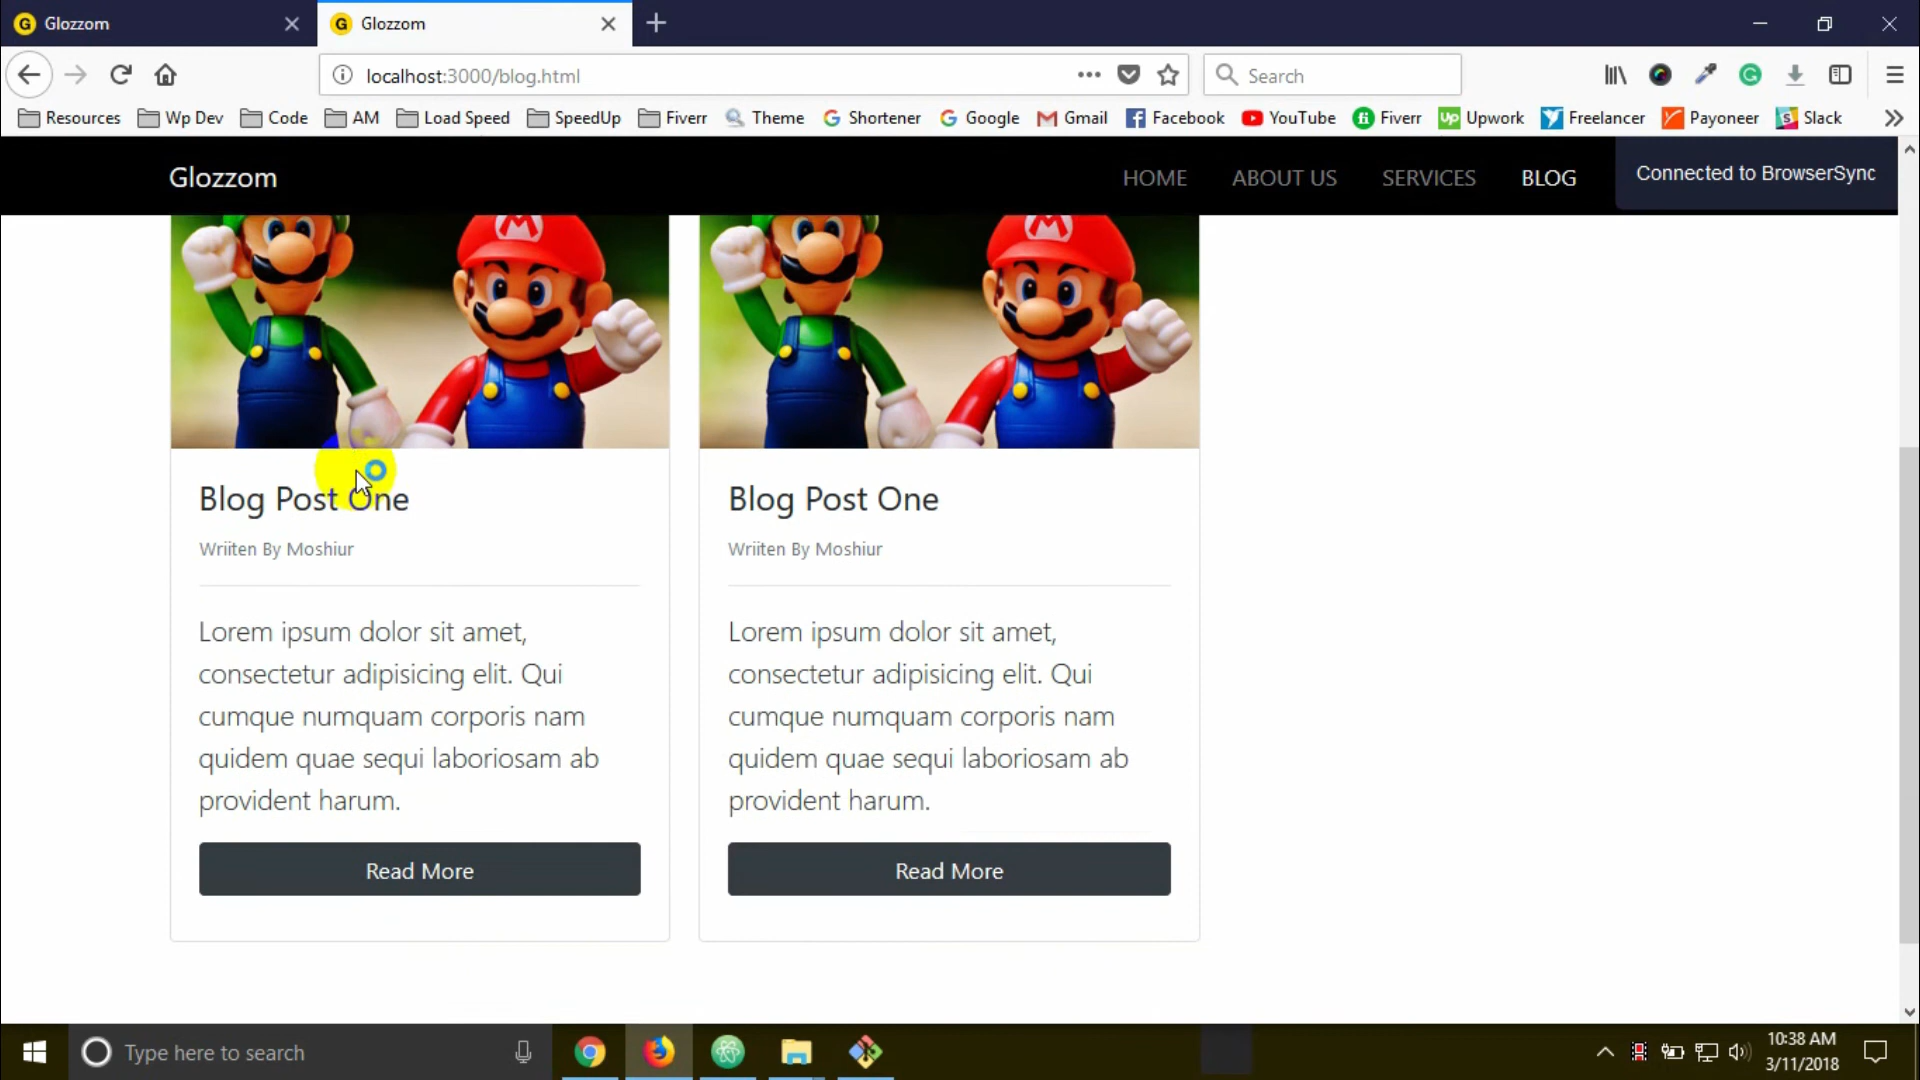 Glozzom
Glozzom
localhost:3000/blog.html
Search
Resources Wp Dev Code AM Load Speed SpeedUp Fiverr Theme Shortener Google Gmail Facebook YouTube Fiverr Upwork Freelancer Payoneer Slack
Glozzom HOME ABOUT US SERVICES BLOG
Connected to BrowserSync
M M
Blog Post One
Wriiten By Moshiur
Lorem ipsum dolor sit amet,
consectetur adipisicing elit. Qui
cumque numquam corporis nam
quidem quae sequi laboriosam ab
provident harum.
Read More
Blog Post One
Wriiten By Moshiur
Lorem ipsum dolor sit amet,
consectetur adipisicing elit. Qui
cumque numquam corporis nam
quidem quae sequi laboriosam ab
provident harum.
Read More
Type here to search
10:38 AM
3/11/2018